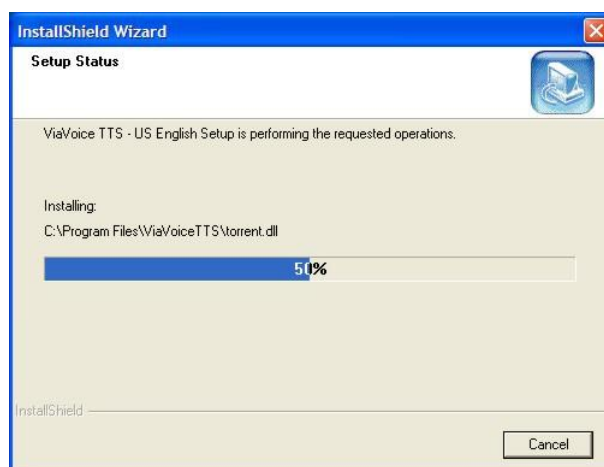 InstallShield Wizard
Setup Status
ViaVoice TTS - US English Setup is performing the requested operations.
Installing:
C:\Program Files\ViaVoiceTTS\torrent.dll
50%
InstallShield
Cancel